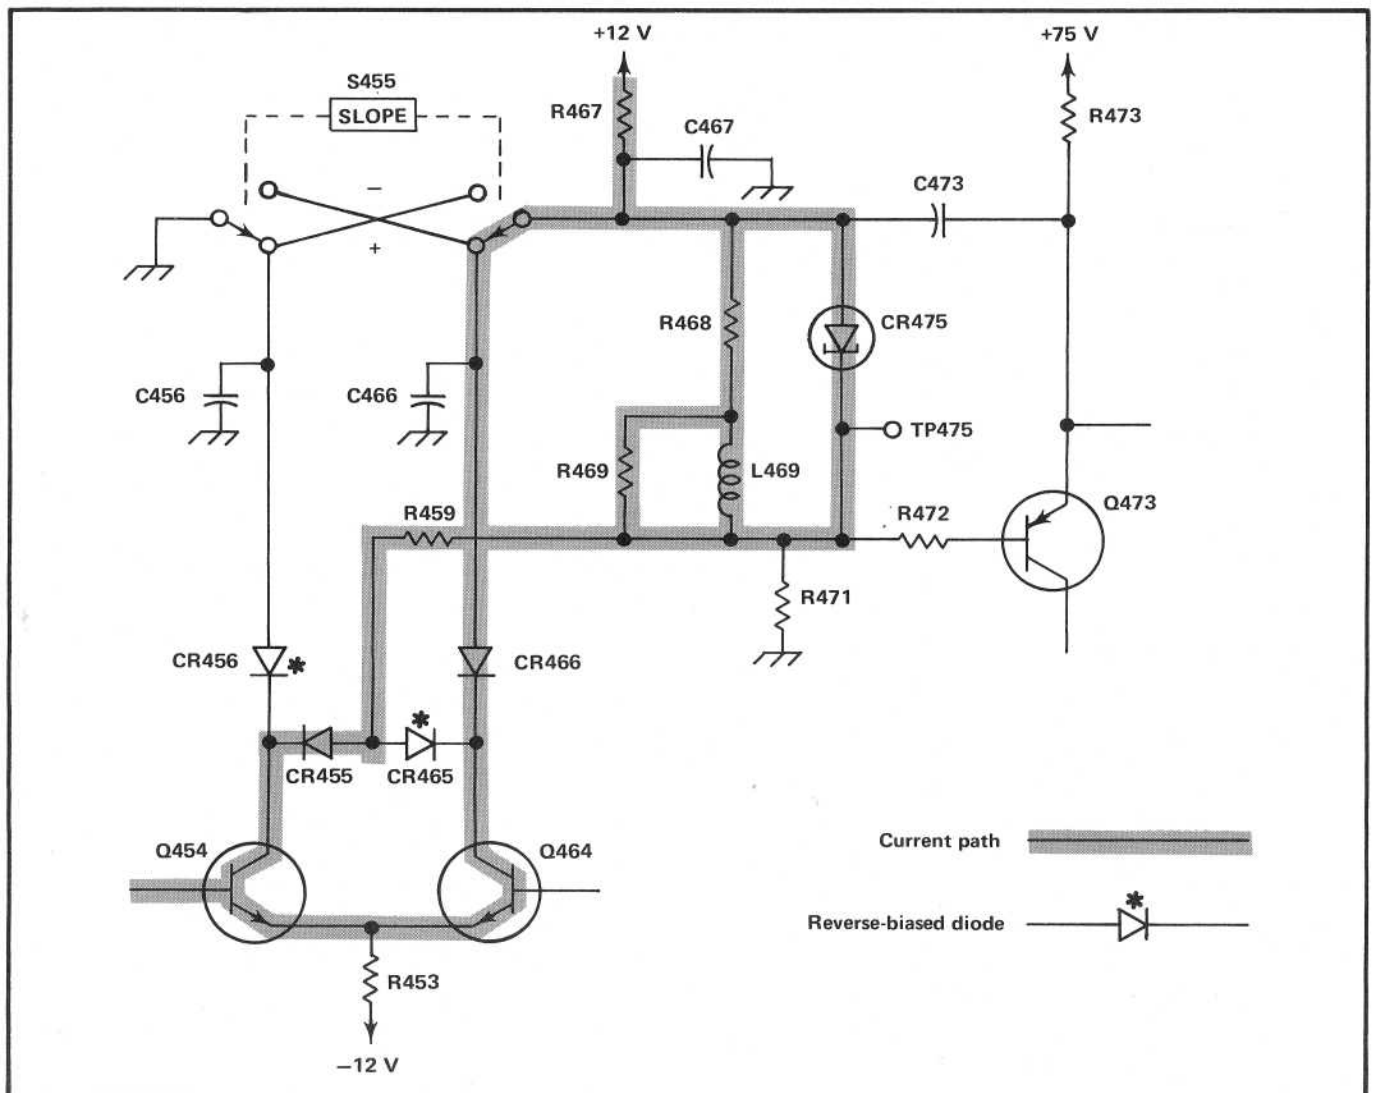 +12 V
+75 V
S455
SLOPE
R467
C467
R473
C473
−
+
R468
CR475
C456
C466
TP475
R469
L469
R459
R472
Q473
R471
CR456
*
CR466
*
CR455
CR465
Q454
Q464
Current path
*
Reverse-biased diode
R453
−12 V